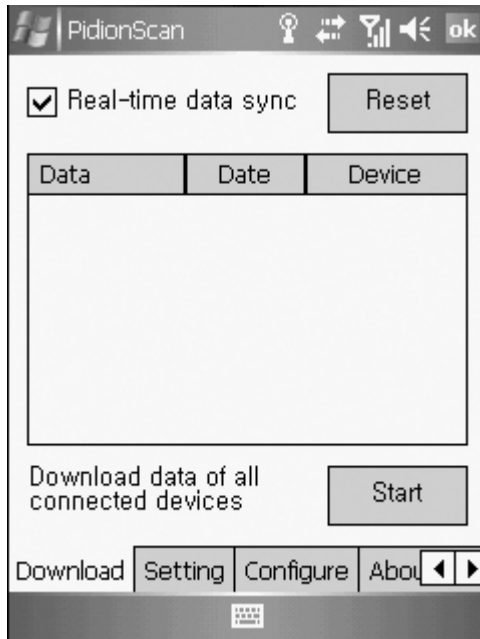 PidionScan ok
Real-time data sync Reset
Data Date Device
Download data of all
connected devices
Start
Download Setting Configure Abou